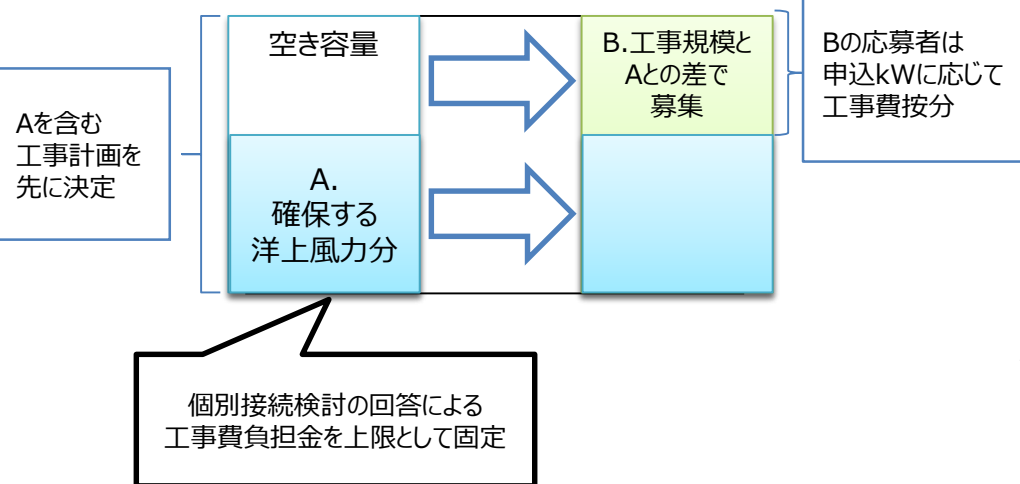 Aを含む
工事計画を
先に決定
空き容量
A.
確保する
洋上風力分
B.工事規模と
Aとの差で
募集
Bの応募者は
申込kWに応じて
工事費按分
個別接続検討の回答による
工事費負担金を上限として固定